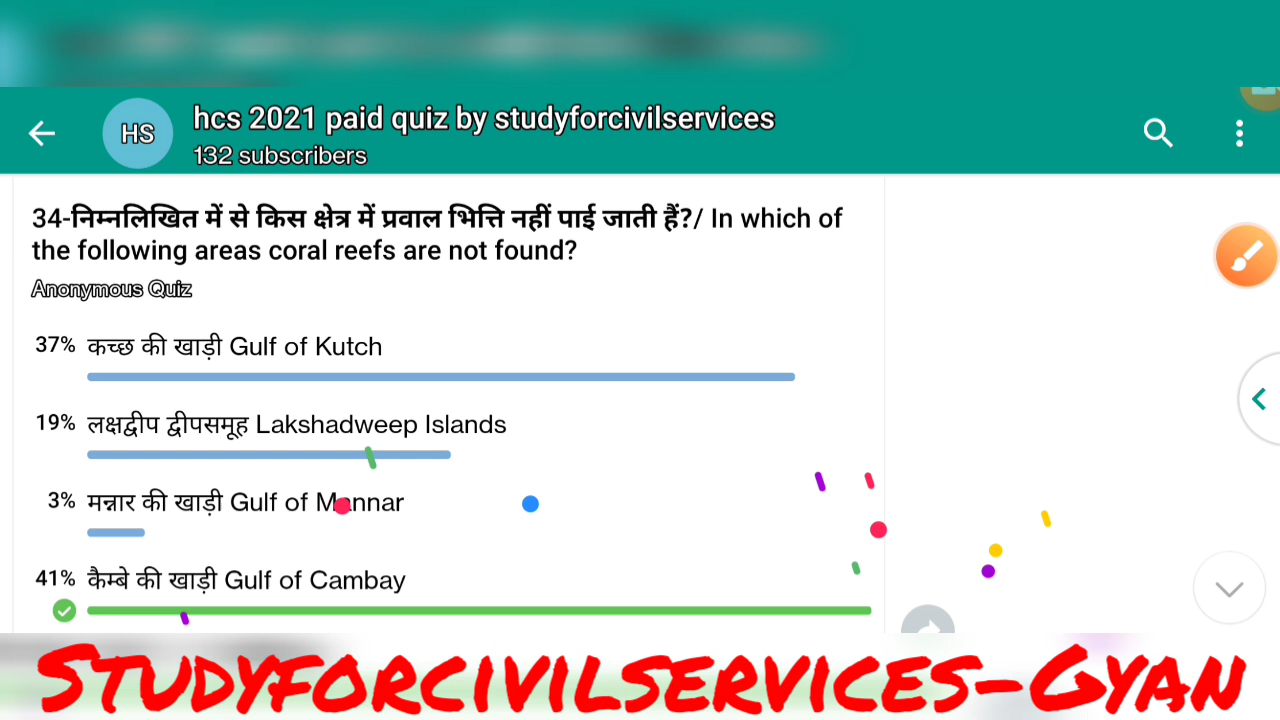 HS
hcs 2021 paid quiz by studyforcivilservices
132 subscribers
34-निम्नलिखित में से किस क्षेत्र में प्रवाल भित्ति नहीं पाई जाती हैं?/ In which of
the following areas coral reefs are not found?
Anonymous Quiz
37% कच्छ की खाड़ी Gulf of Kutch
19% लक्षद्वीप द्वीपसमूह Lakshadweep Islands
3% मन्नार की खाड़ी Gulf of Mannar
41% कैम्बे की खाड़ी Gulf of Cambay
STUDYFORCIVILSERVICES-GYAN